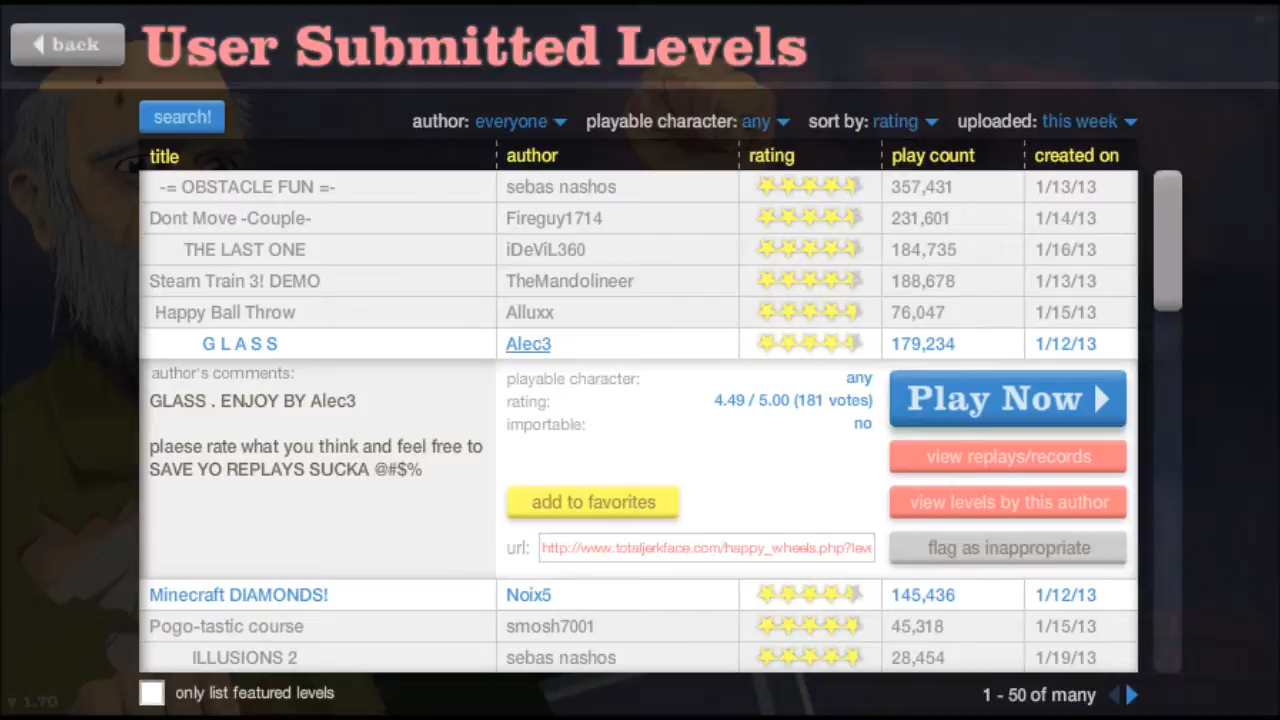 back
User Submitted Levels
search!
author: everyone playable character: any sort by: rating uploaded: this week
title author rating play count created on
-= OBSTACLE FUN =- sebas nashos 357,431 1/13/13
Dont Move -Couple- Fireguy1714 231,601 1/14/13
THE LAST ONE iDeViL360 184,735 1/16/13
Steam Train 3! DEMO TheMandolineer 188,678 1/13/13
Happy Ball Throw Alluxx 76,047 1/15/13
G L A S S Alec3 179,234 1/12/13
author's comments:
GLASS . ENJOY BY Alec3
plaese rate what you think and feel free to
SAVE YO REPLAYS SUCKA @#$%
playable character: any
rating: 4.49 / 5.00 (181 votes)
importable: no
add to favorites
url: http://www.totaljerkface.com/happy_wheels.php?leve
Play Now
view replays/records
view levels by this author
flag as inappropriate
Minecraft DIAMONDS! Noix5 145,436 1/12/13
Pogo-tastic course smosh7001 45,318 1/15/13
ILLUSIONS 2 sebas nashos 28,454 1/19/13
only list featured levels
1 - 50 of many
v 1.70